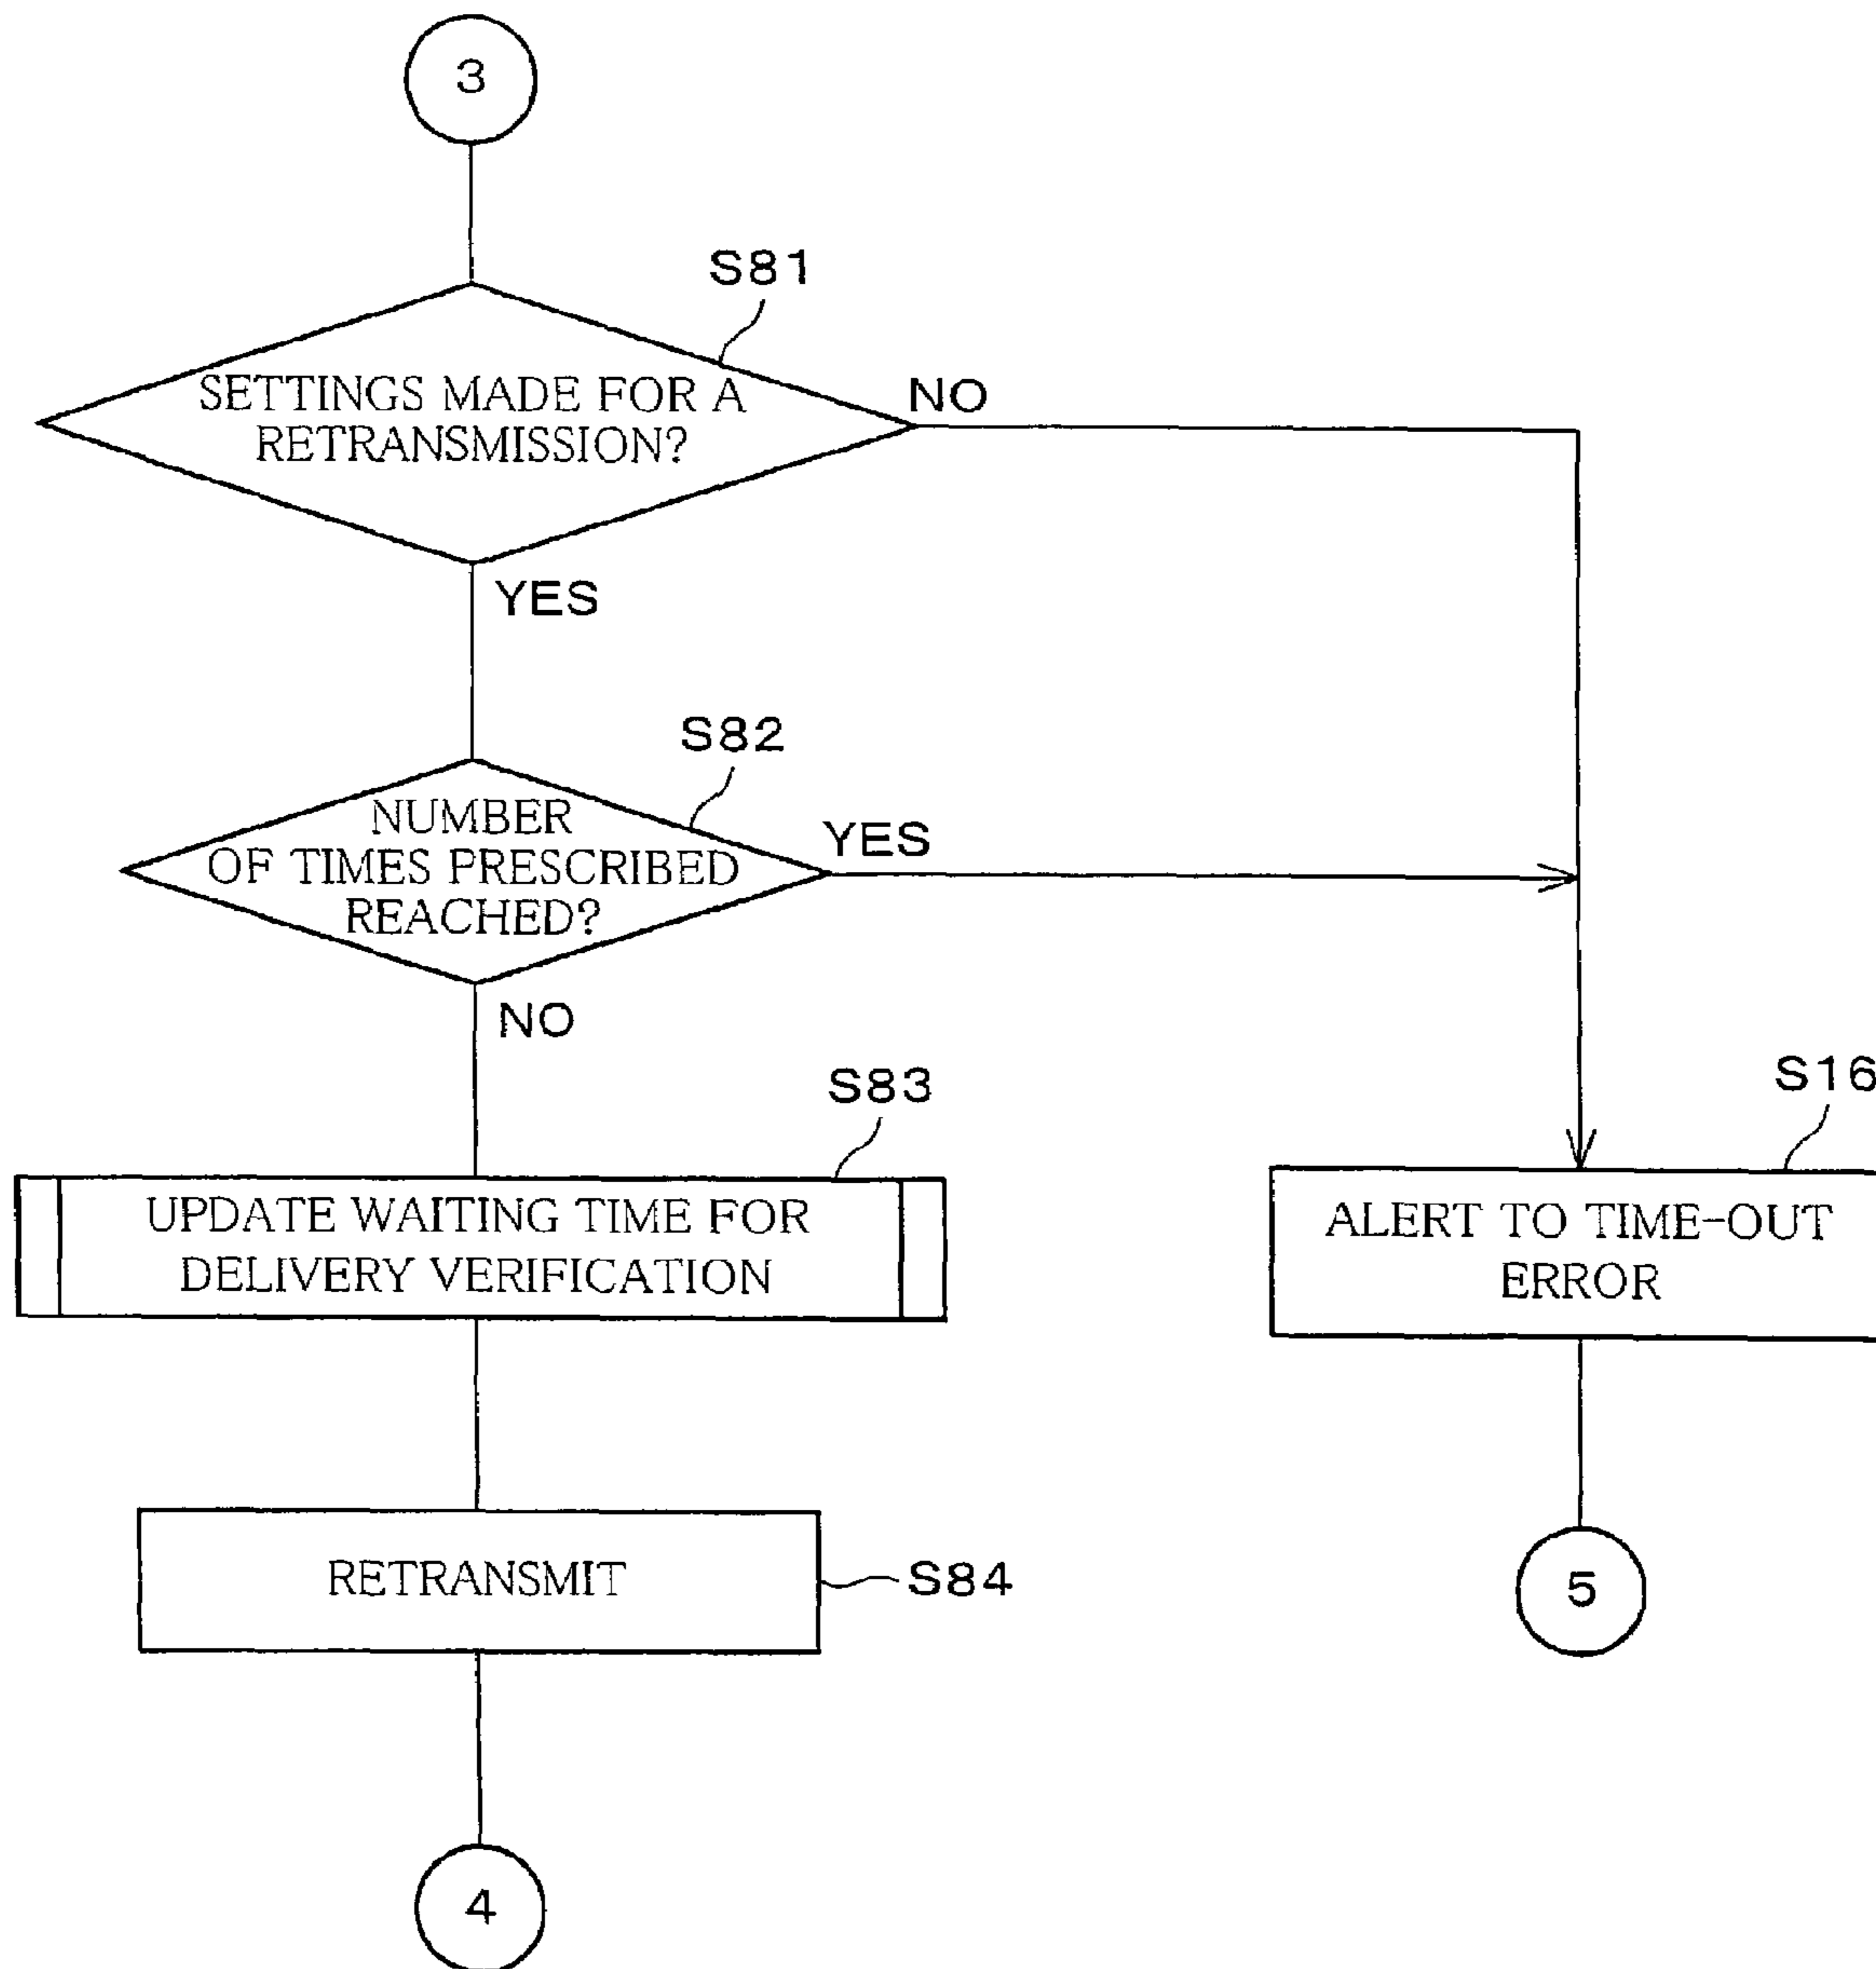 3
S81
SETTINGS MADE FOR A
RETRANSMISSION?
NO
YES
S82
NUMBER
OF TIMES PRESCRIBED
REACHED?
YES
NO
S83
UPDATE WAITING TIME FOR
DELIVERY VERIFICATION
S16
ALERT TO TIME-OUT
ERROR
RETRANSMIT
S84
5
4